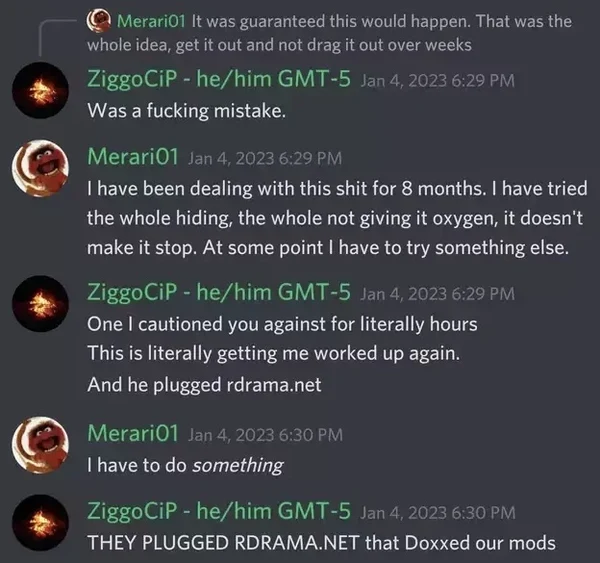 Merari01 It was guaranteed this would happen. That was the
whole idea, get it out and not drag it out over weeks
ZiggoCiP - he/him GMT-5 Jan 4, 2023 6:29 PM
Was a fucking mistake.
Merari01 Jan 4, 2023 6:29 PM
I have been dealing with this shit for 8 months. I have tried
the whole hiding, the whole not giving it oxygen, it doesn't
make it stop. At some point I have to try something else.
ZiggoCiP - he/him GMT-5 Jan 4, 2023 6:29 PM
One I cautioned you against for literally hours
This is literally getting me worked up again.
And he plugged rdrama.net
Merari01 Jan 4, 2023 6:30 PM
I have to do something
ZiggoCiP - he/him GMT-5 Jan 4, 2023 6:30 PM
THEY PLUGGED RDRAMA.NET that Doxxed our mods